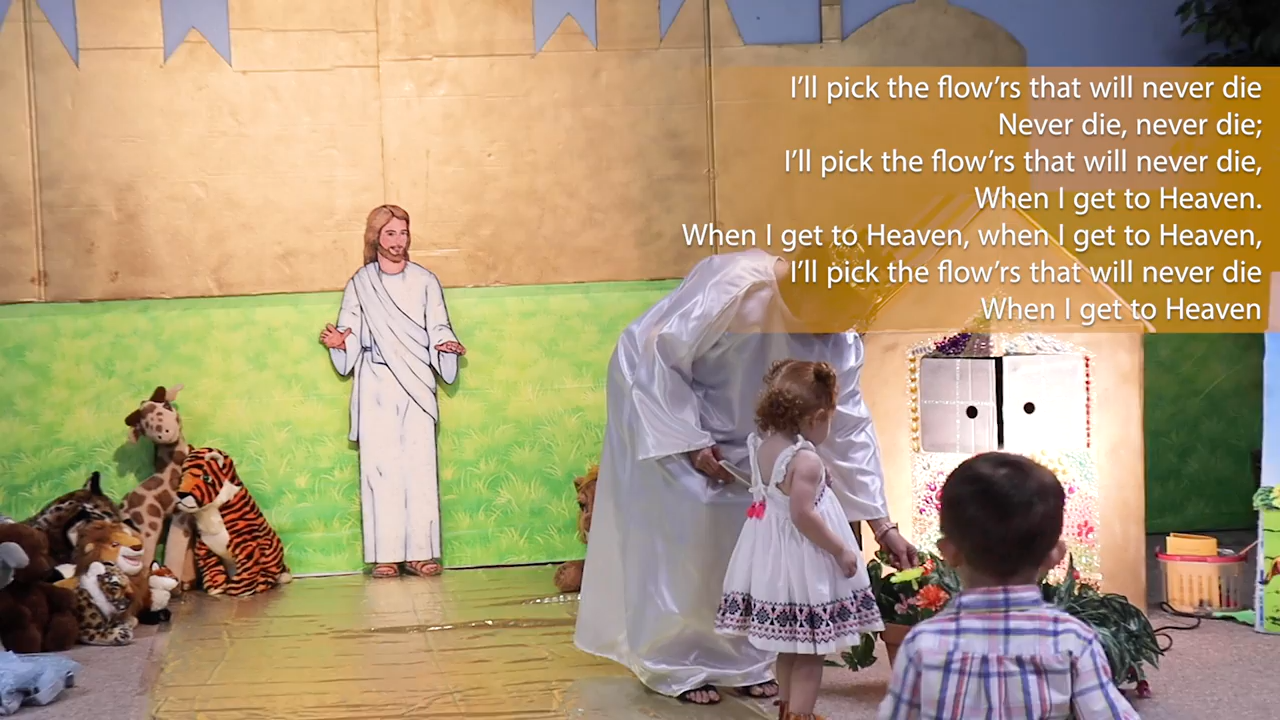 I’ll pick the flow’rs that will never die
Never die, never die;
I’ll pick the flow’rs that will never die,
When I get to Heaven.
When I get to Heaven, when I get to Heaven,
I’ll pick the flow’rs that will never die
When I get to Heaven